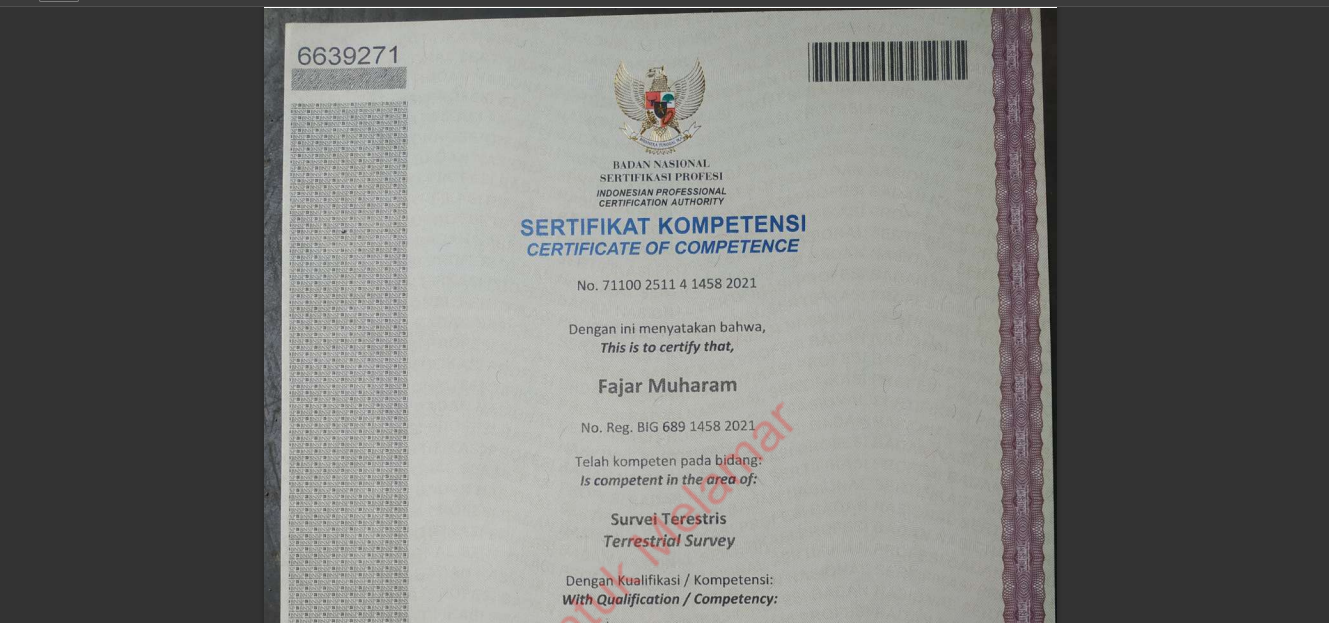 6639271
BADAN NASIONAL
SERTIFIKASI PROFESI
INDONESIAN PROFESSIONAL
CERTIFICATION AUTHORITY
SERTIFIKAT KOMPETENSI
CERTIFICATE OF COMPETENCE
No. 71100 2511 4 1458 2021
Dengan ini menyatakan bahwa,
This is to certify that,
Fajar Muharam
No. Reg. BIG 689 1458 2021
Telah kompeten pada bidang:
Is competent in the area of:
Survei Terestris
Terrestrial Survey
Dengan Kualifikasi / Kompetensi:
With Qualification / Competency:
Melamar